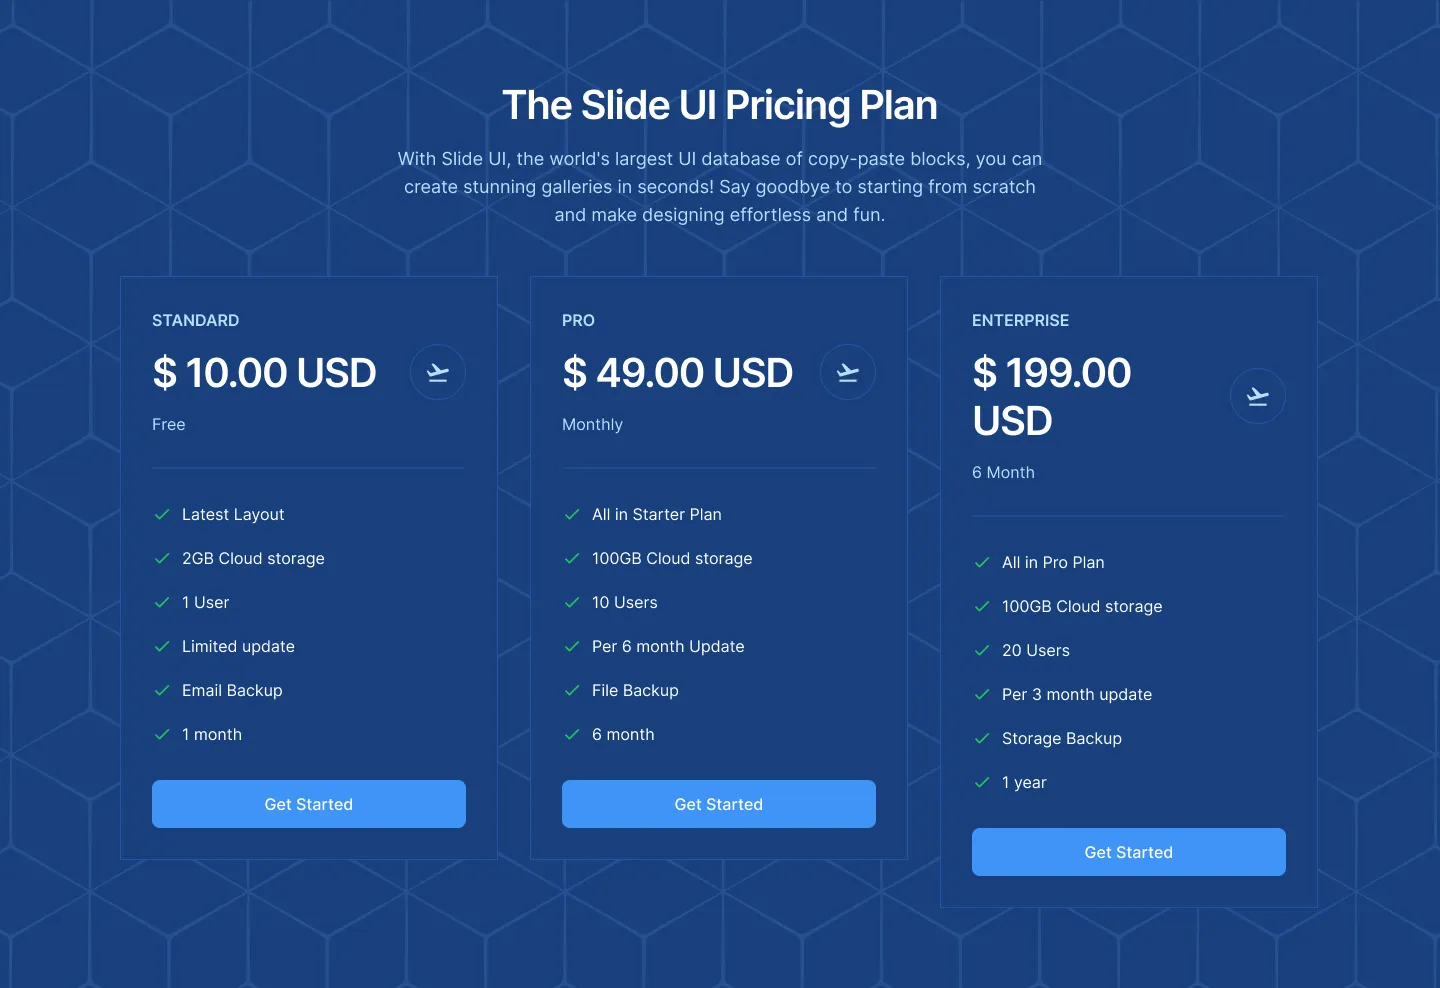 The Slide UI Pricing Plan
With Slide UI, the world's largest UI database of copy-paste blocks, you can
create stunning galleries in seconds! Say goodbye to starting from scratch
and make designing effortless and fun.
STANDARD
$ 10.00 USD
Free
Latest Layout
2GB Cloud storage
1 User
Limited update
Email Backup
1 month
Get Started
PRO
$ 49.00 USD
Monthly
All in Starter Plan
100GB Cloud storage
10 Users
Per 6 month Update
File Backup
6 month
Get Started
ENTERPRISE
$ 199.00
USD
6 Month
All in Pro Plan
100GB Cloud storage
20 Users
Per 3 month update
Storage Backup
1 year
Get Started